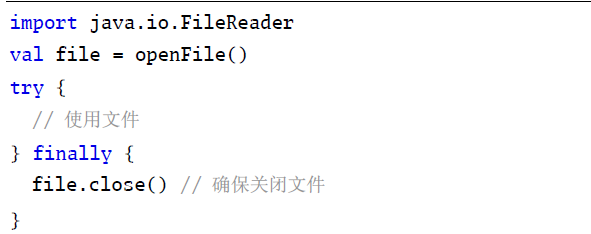 import java.io.FileReader
val file = openFile()
try {
  // 使用文件
} finally {
  file.close() // 确保关闭文件
}